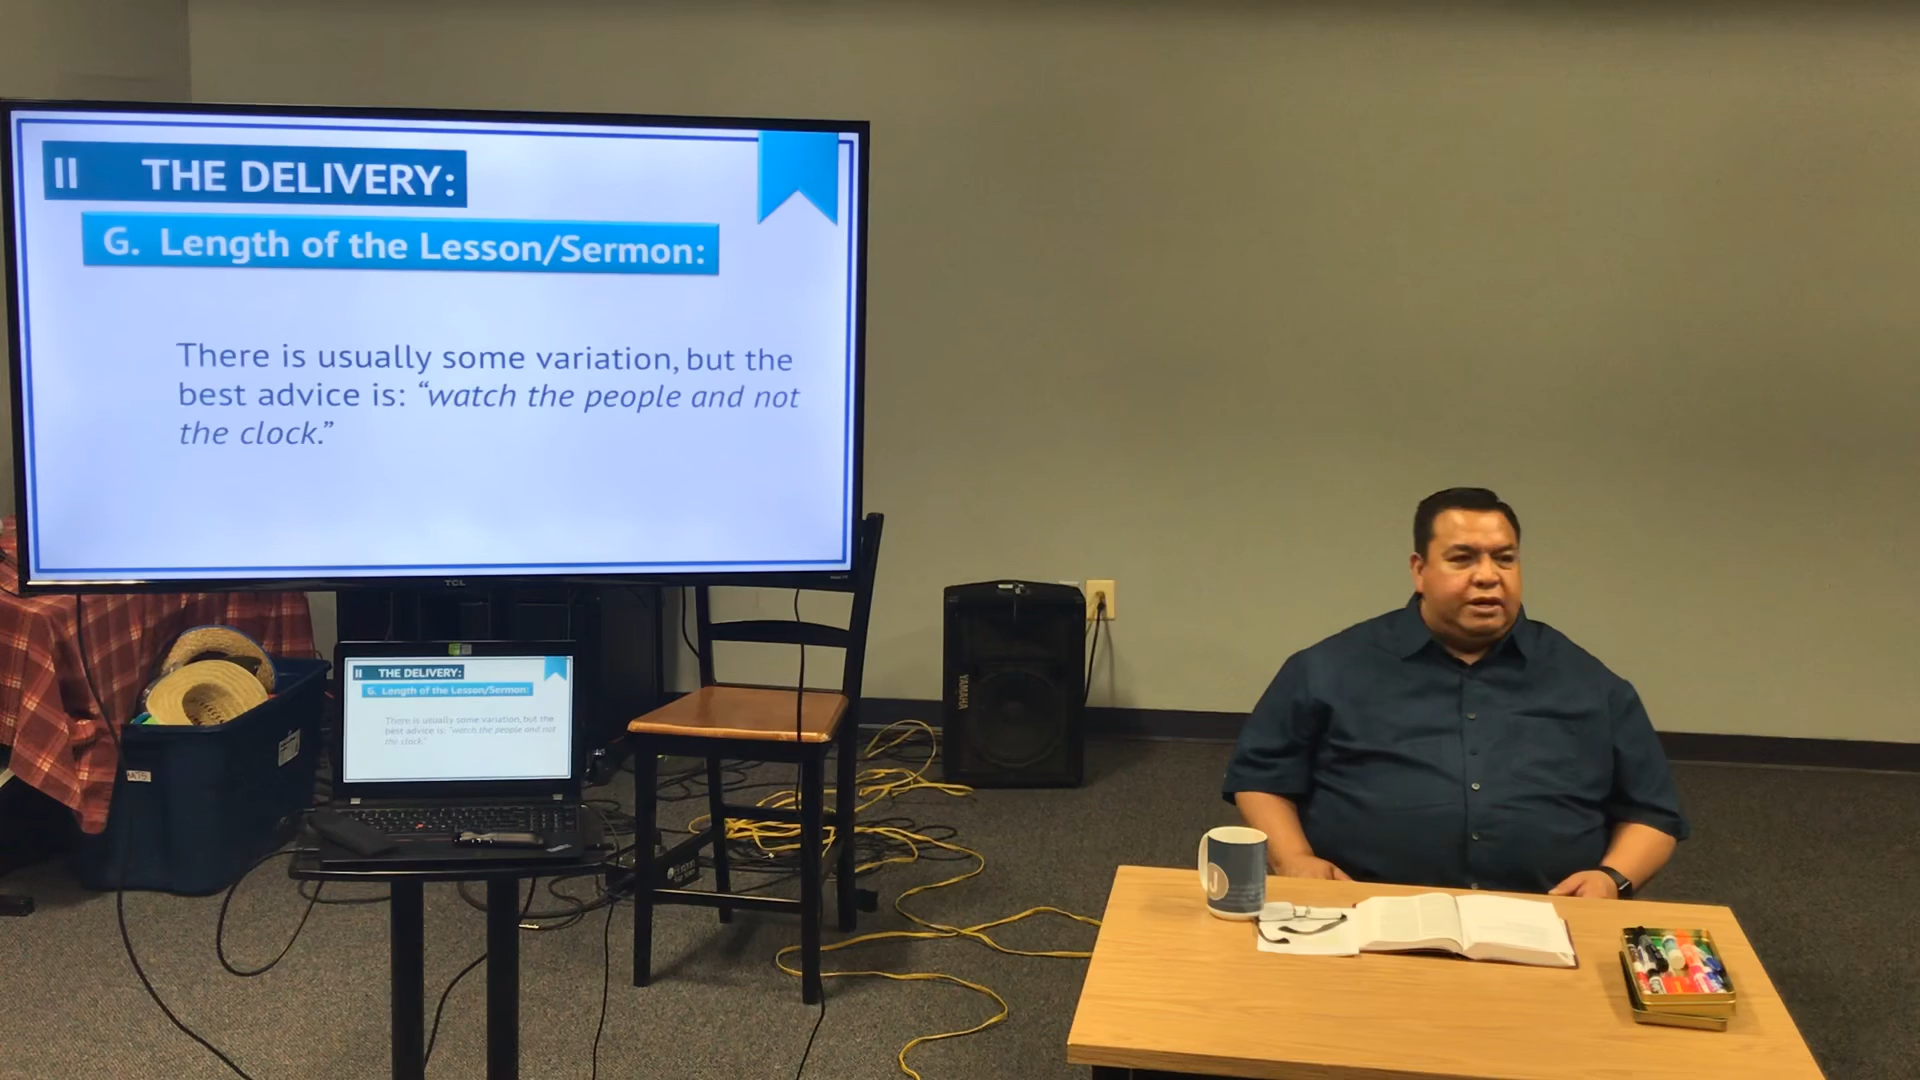 II THE DELIVERY:
G. Length of the Lesson/Sermon:
There is usually some variation, but the
best advice is: “watch the people and not
the clock.”
TCL
II THE DELIVERY:
G. Length of the Lesson/Sermon:
There is usually some variation, but the
best advice is: “watch the people and not
the clock.”
YAMAHA
HATS
J